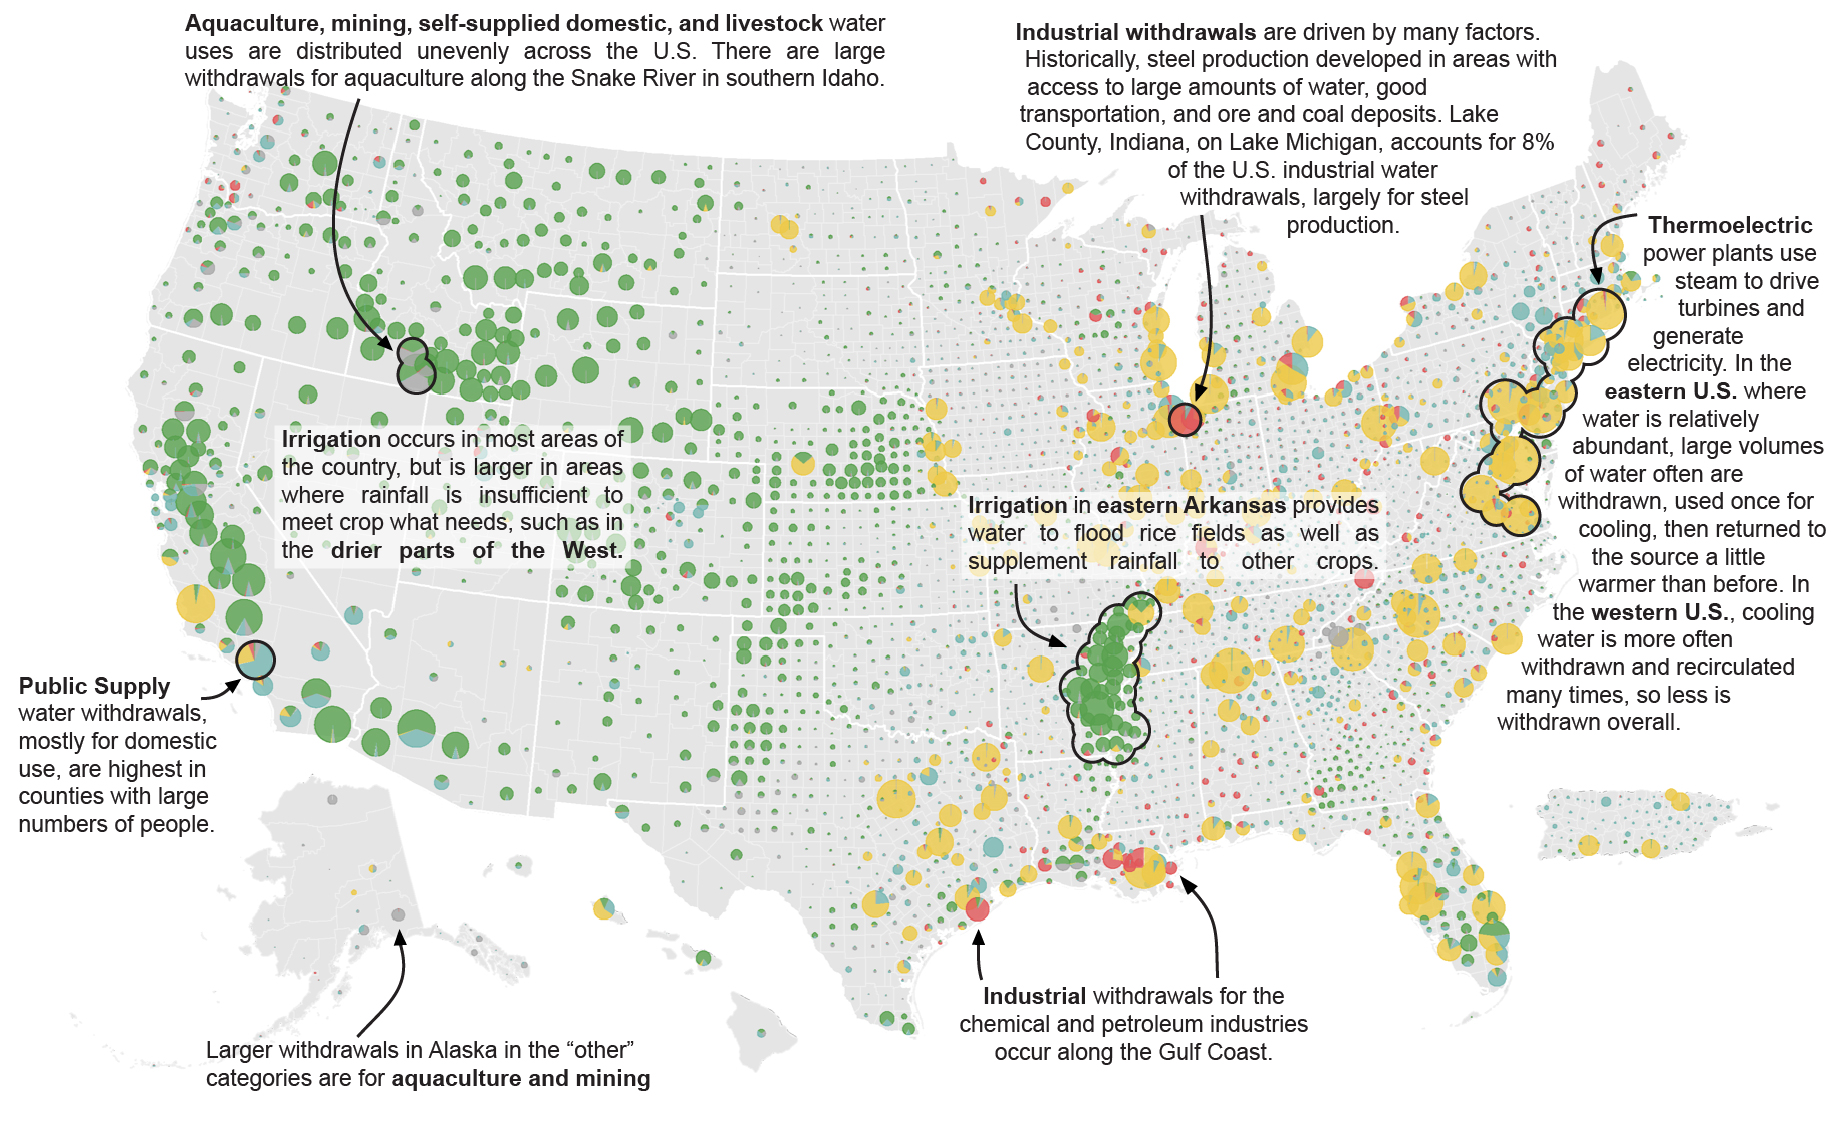 Aquaculture, mining, self-supplied domestic, and livestock water
uses are distributed unevenly across the U.S. There are large
withdrawals for aquaculture along the Snake River in southern Idaho.
Industrial withdrawals are driven by many factors.
Historically, steel production developed in areas with
access to large amounts of water, good
transportation, and ore and coal deposits. Lake
County, Indiana, on Lake Michigan, accounts for 8%
of the U.S. industrial water
withdrawals, largely for steel
production.
Thermoelectric
power plants use
steam to drive
turbines and
generate
electricity. In the
eastern U.S. where
water is relatively
abundant, large volumes
of water often are
withdrawn, used once for
cooling, then returned to
the source a little
warmer than before. In
the western U.S., cooling
water is more often
withdrawn and recirculated
many times, so less is
withdrawn overall.
Irrigation occurs in most areas of
the country, but is larger in areas
where rainfall is insufficient to
meet crop what needs, such as in
the drier parts of the West.
Irrigation in eastern Arkansas provides
water to flood rice fields as well as
supplement rainfall to other crops.
Public Supply
water withdrawals,
mostly for domestic
use, are highest in
counties with large
numbers of people.
Industrial withdrawals for the
chemical and petroleum industries
occur along the Gulf Coast.
Larger withdrawals in Alaska in the “other”
categories are for aquaculture and mining